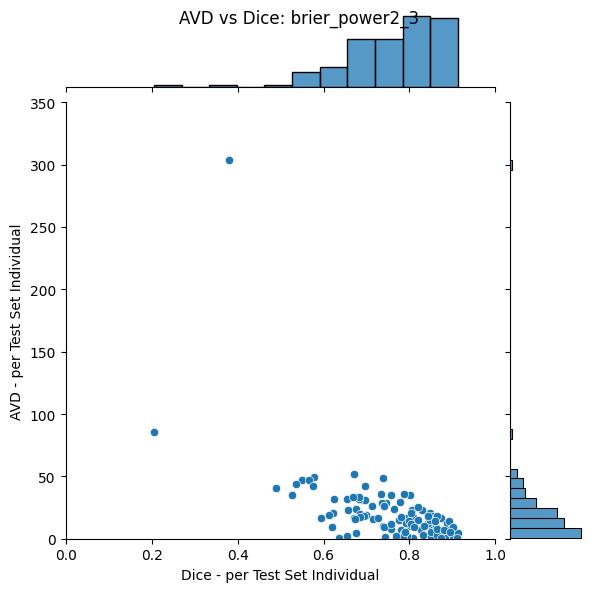 AVD vs Dice: brier_power2_3
350
300
250
200
150
100
50
0
AVD - per Test Set Individual
0.0 0.2 0.4 0.6 0.8 1.0
Dice - per Test Set Individual